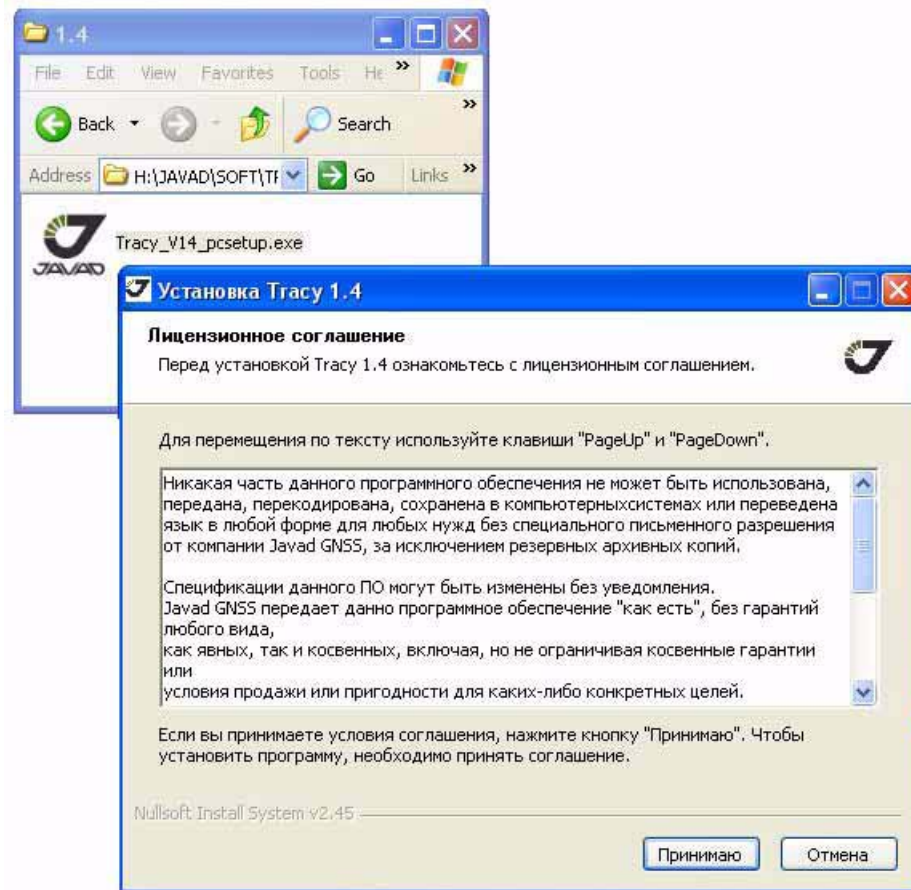 1.4
File Edit View Favorites Tools He »
Back Search »
Address H:\JAVAD\SOFT\TF Go Links »
JAVAD
Tracy_V14_pcsetup.exe
Установка Tracy 1.4
Лицензионное соглашение
Перед установкой Tracy 1.4 ознакомьтесь с лицензионным соглашением.
Для перемещения по тексту используйте клавиши "PageUp" и "PageDown".
Никакая часть данного программного обеспечения не может быть использована,
передана, перекодирована, сохранена в компьютерныхсистемах или переведена
язык в любой форме для любых нужд без специального письменного разрешения
от компании Javad GNSS, за исключением резервных архивных копий.
Спецификации данного ПО могут быть изменены без уведомления.
Javad GNSS передает данно программное обеспечение "как есть", без гарантий
любого вида,
как явных, так и косвенных, включая, но не ограничивая косвенные гарантии
или
условия продажи или пригодности для каких-либо конкретных целей.
Если вы принимаете условия соглашения, нажмите кнопку "Принимаю". Чтобы
установить программу, необходимо принять соглашение.
Nullsoft Install System v2.45
Принимаю Отмена